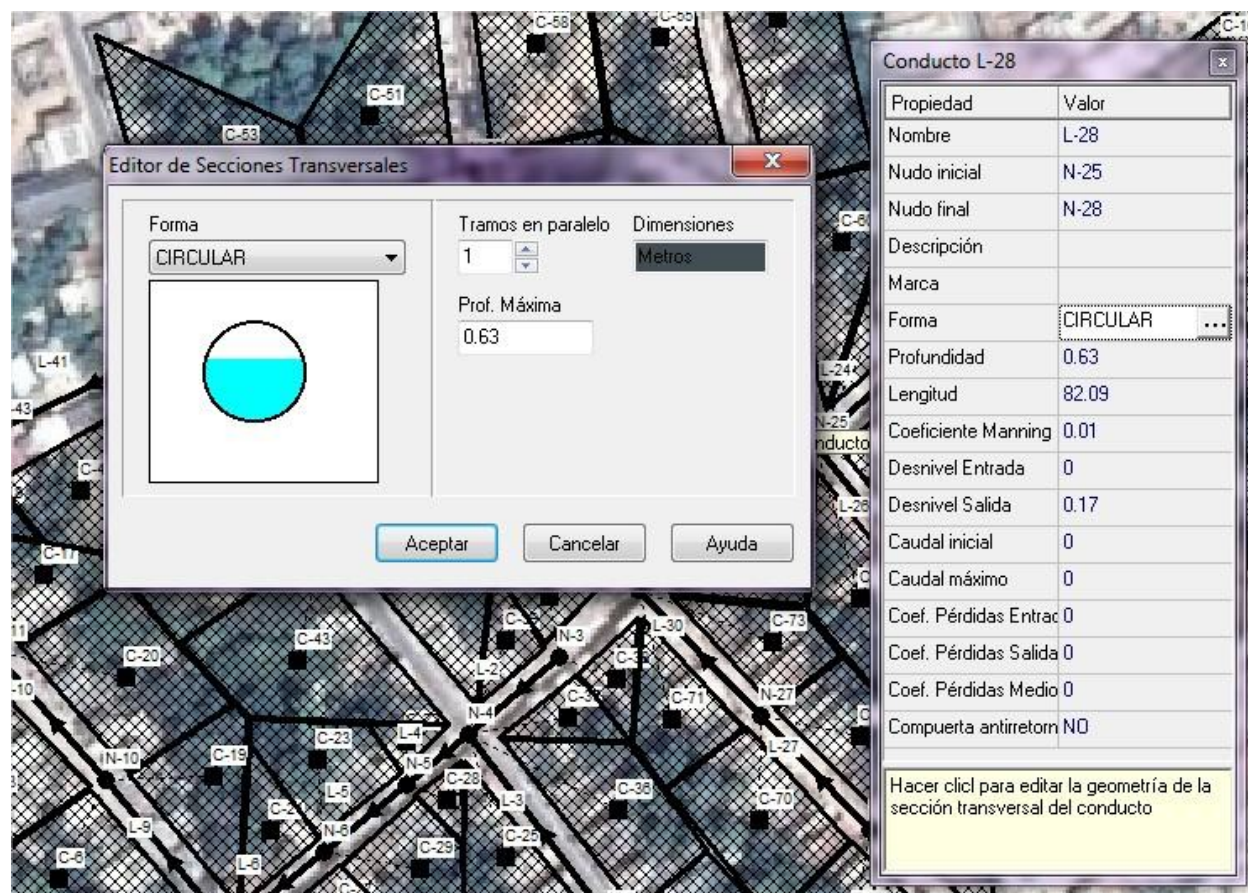 C-58
C-51
C-53
Editor de Secciones Transversales
Forma
CIRCULAR
Tramos en paralelo
1
Dimensiones
Metros
Prof. Máxima
0.63
Aceptar
Cancelar
Ayuda
Conducto L-28
Propiedad Valor
Nombre L-28
Nudo inicial N-25
Nudo final N-28
Descripción
Marca
Forma CIRCULAR ...
Profundidad 0.63
Lengitud 82.09
Coeficiente Manning 0.01
Desnivel Entrada 0
Desnivel Salida 0.17
Caudal inicial 0
Caudal máximo 0
Coef. Pérdidas Entrac 0
Coef. Pérdidas Salida 0
Coef. Pérdidas Medio 0
Compuerta antirretorn NO
Hacer clicl para editar la geometría de la
sección transversal del conducto
L-41
L-24
N-25
L-26
C-17
N-3
L-30
C-73
C-43
C-20
L-2
C-71
N-27
N-4
L-4
C-23
N-10
C-19
N-5
C-28
L-27
L-5
L-3
C-36
C-70
L-9
N-6
C-25
C-6
L-6
C-29